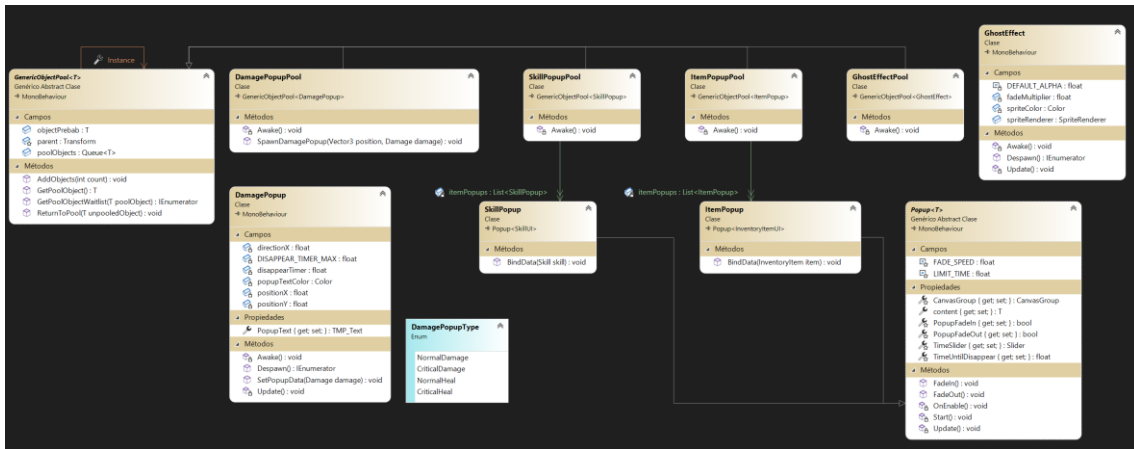 Instance
GenericObjectPool<T>
Genérico Abstract Clase
MonoBehaviour
Campos
objectPrebab : T
parent : Transform
poolObjects : Queue<T>
Métodos
AddObjects(int count) : void
GetPoolObject() : T
GetPoolObjectWaitlist(T poolObject) : IEnumerator
ReturnToPool(T unpooledObject) : void
DamagePopupPool
Clase
GenericObjectPool<DamagePopup>
Métodos
Awake() : void
SpawnDamagePopup(Vector3 position, Damage damage) : void
SkillPopupPool
Clase
GenericObjectPool<SkillPopup>
Métodos
Awake() : void
ItemPopupPool
Clase
GenericObjectPool<ItemPopup>
Métodos
Awake() : void
GhostEffectPool
Clase
GenericObjectPool<GhostEffect>
Métodos
Awake() : void
GhostEffect
Clase
MonoBehaviour
Campos
DEFAULT_ALPHA : float
fadeMultiplier : float
spriteColor : Color
spriteRenderer : SpriteRenderer
Métodos
Awake() : void
Despawn() : IEnumerator
Update() : void
itemPopups : List<SkillPopup>
itemPopups : List<ItemPopup>
DamagePopup
Clase
MonoBehaviour
Campos
directionX : float
DISAPPEAR_TIMER_MAX : float
disappearTimer : float
popupTextColor : Color
positionX : float
positionY : float
Propiedades
PopupText { get; set; } : TMP_Text
Métodos
Awake() : void
Despawn() : IEnumerator
SetPopupData(Damage damage) : void
Update() : void
SkillPopup
Clase
Popup<SkillUI>
Métodos
BindData(Skill skill) : void
ItemPopup
Clase
Popup<InventoryItemUI>
Métodos
BindData(InventoryItem item) : void
Popup<T>
Genérico Abstract Clase
MonoBehaviour
Campos
FADE_SPEED : float
LIMIT_TIME : float
Propiedades
CanvasGroup { get; set; } : CanvasGroup
content { get; set; } : T
PopupFadeIn { get; set; } : bool
PopupFadeOut { get; set; } : bool
TimeSlider { get; set; } : Slider
TimeUntilDisappear { get; set; } : float
Métodos
FadeIn() : void
FadeOut() : void
OnEnable() : void
Start() : void
Update() : void
DamagePopupType
Enum
NormalDamage
CriticalDamage
NormalHeal
CriticalHeal